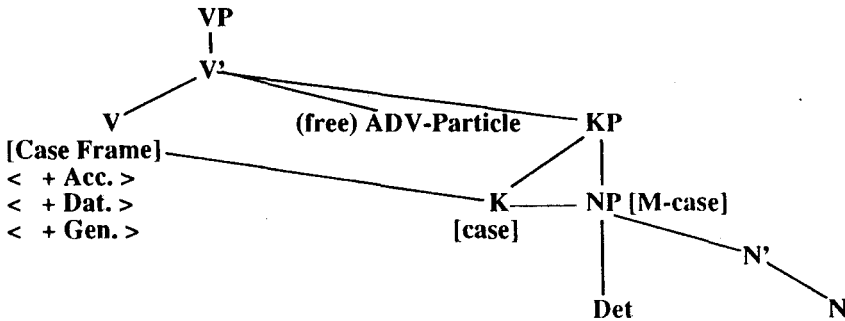 VP
V'
V (free) ADV-Particle KP
[Case Frame]
< + Acc. >
< + Dat. > K NP [M-case]
< + Gen. > [case]
N'
Det N